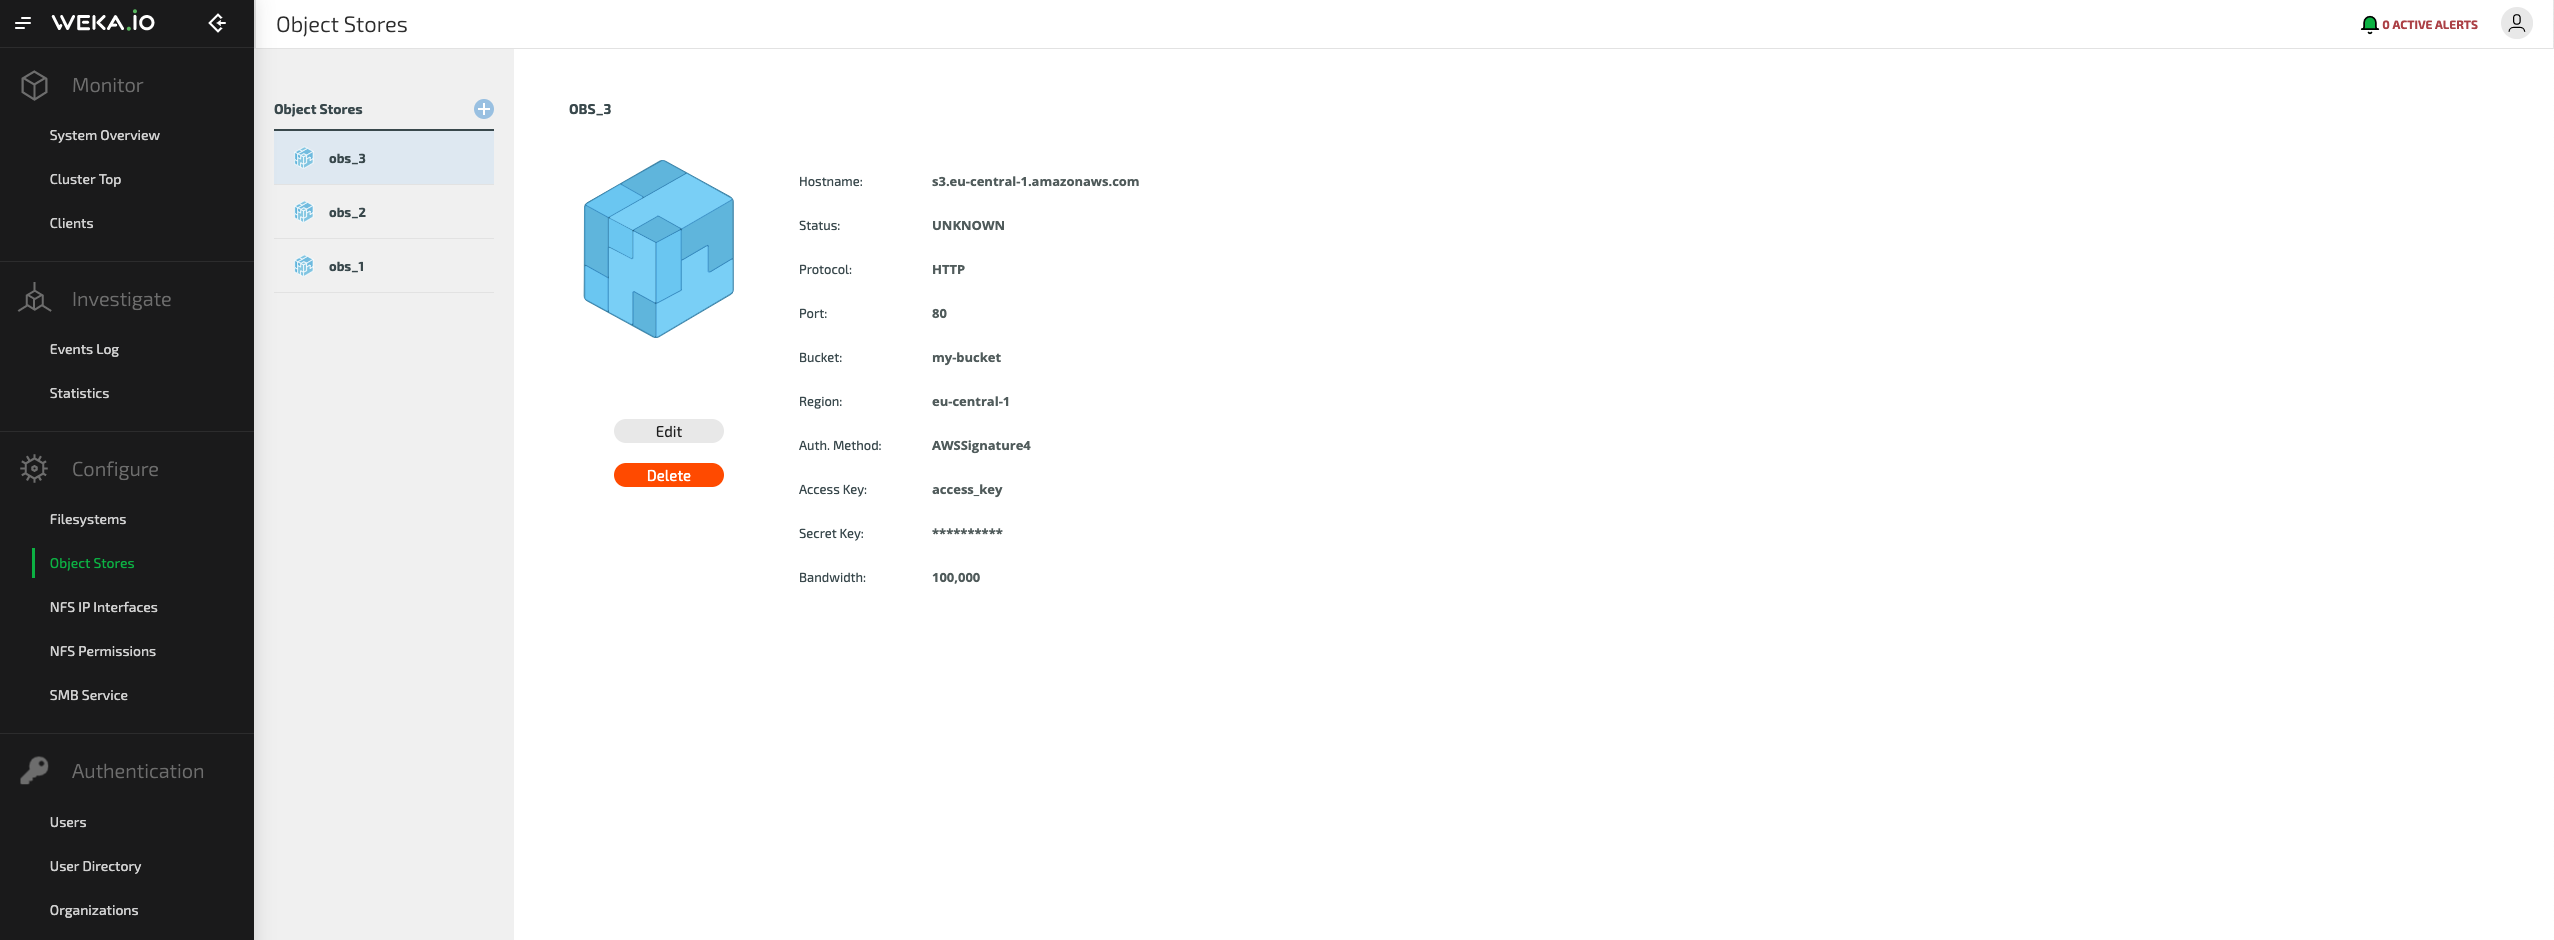 WEKA.iO
Object Stores
0 ACTIVE ALERTS
Monitor
System Overview
Cluster Top
Clients
Investigate
Events Log
Statistics
Configure
Filesystems
Object Stores
NFS IP Interfaces
NFS Permissions
SMB Service
Authentication
Users
User Directory
Organizations
Object Stores
obs_3
obs_2
obs_1
OBS_3
Edit
Delete
Hostname: s3.eu-central-1.amazonaws.com
Status: UNKNOWN
Protocol: HTTP
Port: 80
Bucket: my-bucket
Region: eu-central-1
Auth. Method: AWSSignature4
Access Key: access_key
Secret Key: **********
Bandwidth: 100,000